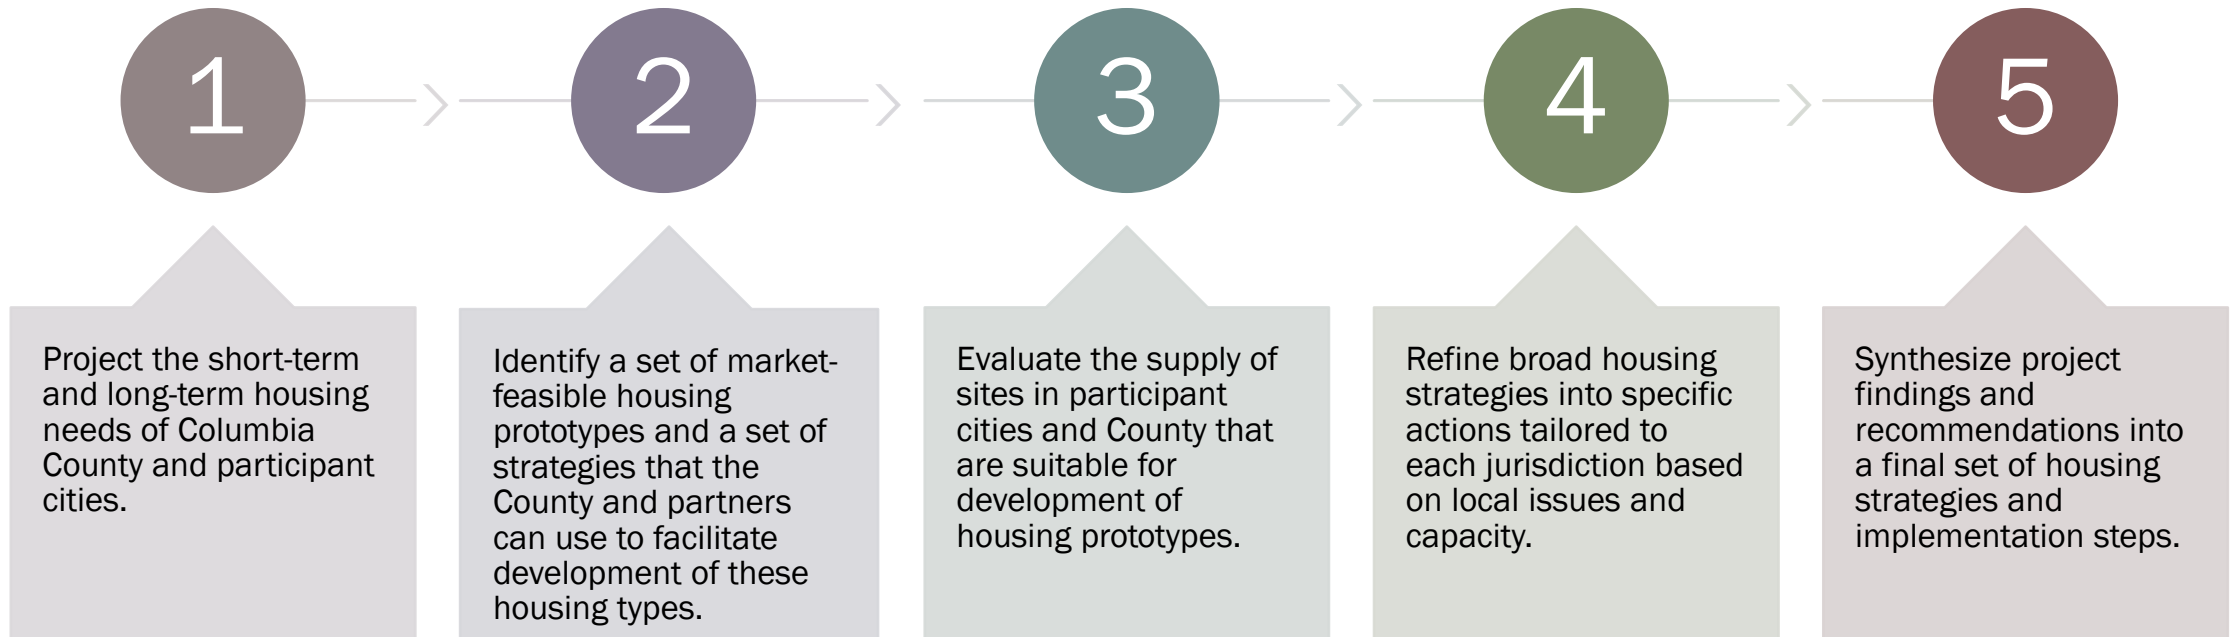 1
Project the short-term
and long-term housing
needs of Columbia
County and participant
cities.
2
Identify a set of market-
feasible housing
prototypes and a set of
strategies that the
County and partners
can use to facilitate
development of these
housing types.
3
Evaluate the supply of
sites in participant
cities and County that
are suitable for
development of
housing prototypes.
4
Refine broad housing
strategies into specific
actions tailored to
each jurisdiction based
on local issues and
capacity.
5
Synthesize project
findings and
recommendations into
a final set of housing
strategies and
implementation steps.